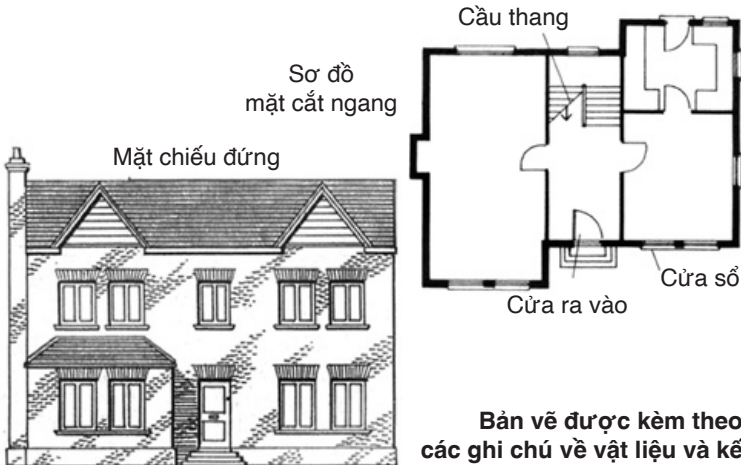 Cầu thang
Sơ đồ
mặt cắt ngang
Mặt chiếu đứng
Cửa sổ
Cửa ra vào
Bản vẽ được kèm theo
các ghi chú về vật liệu và kế